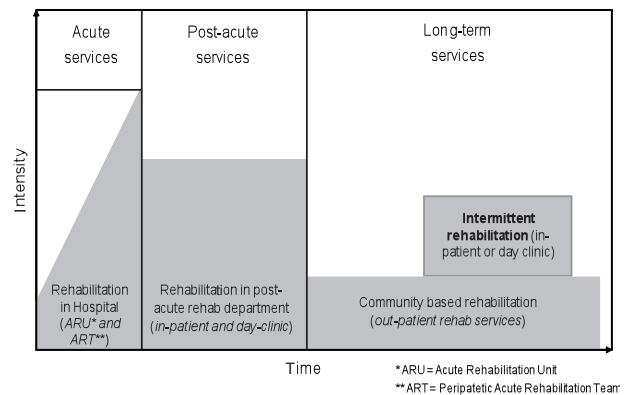 Acute
services
Post-acute
services
Long-term
services
Intensity
Rehabilitation
in Hospital
(ARU* and
ART**)
Rehabilitation in post-
acute rehab department
(in-patient and day-clinic)
Intermittent
rehabilitation (in-
patient or day clinic)
Community based rehabilitation
(out-patient rehab services)
Time
* ARU = Acute Rehabilitation Unit
** ART = Peripatetic Acute Rehabilitation Team